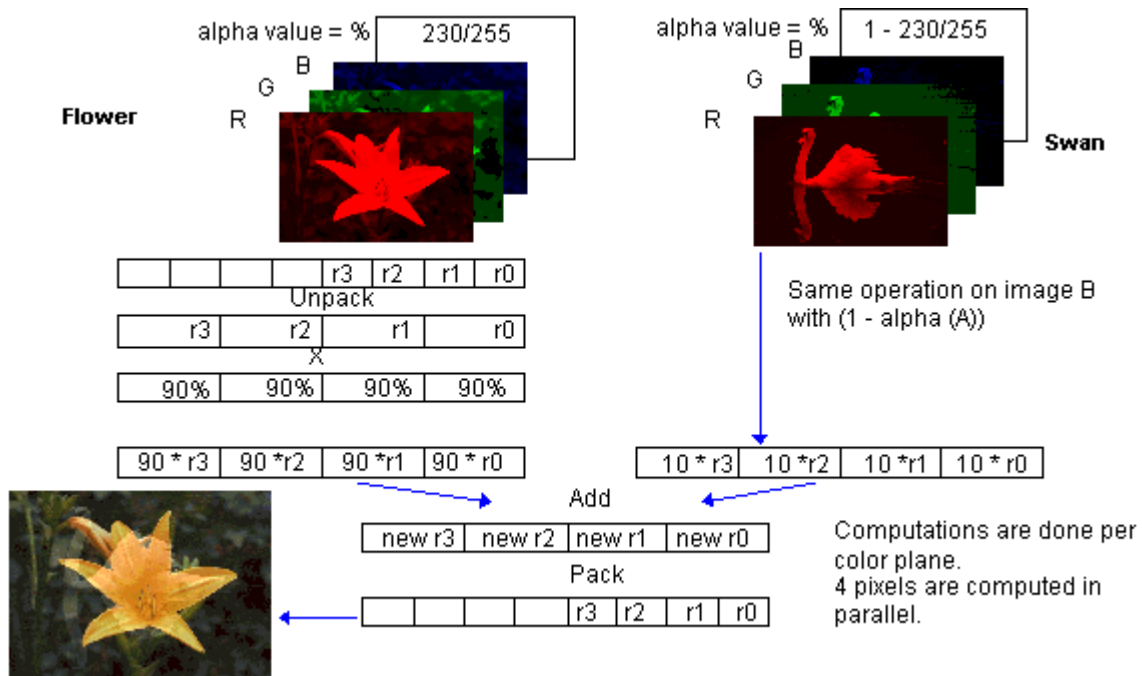 alpha value = % 230/255
B
G
R
Flower
alpha value = % 1 - 230/255
B
G
R
Swan
r3 r2 r1 r0
Unpack
r3 r2 r1 r0
X
90% 90% 90% 90%
90 * r3 90 *r2 90 *r1 90 * r0
Same operation on image B
with (1 - alpha (A))
10 * r3 10 *r2 10 *r1 10 * r0
Add
new r3 new r2 new r1 new r0
Pack
r3 r2 r1 r0
Computations are done per
color plane.
4 pixels are computed in
parallel.